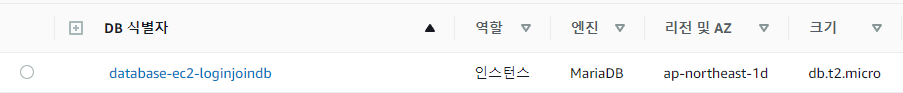 DB 식별자 역할 엔진 리전 및 AZ 크기
database-ec2-loginjoindb 인스턴스 MariaDB ap-northeast-1d db.t2.micro